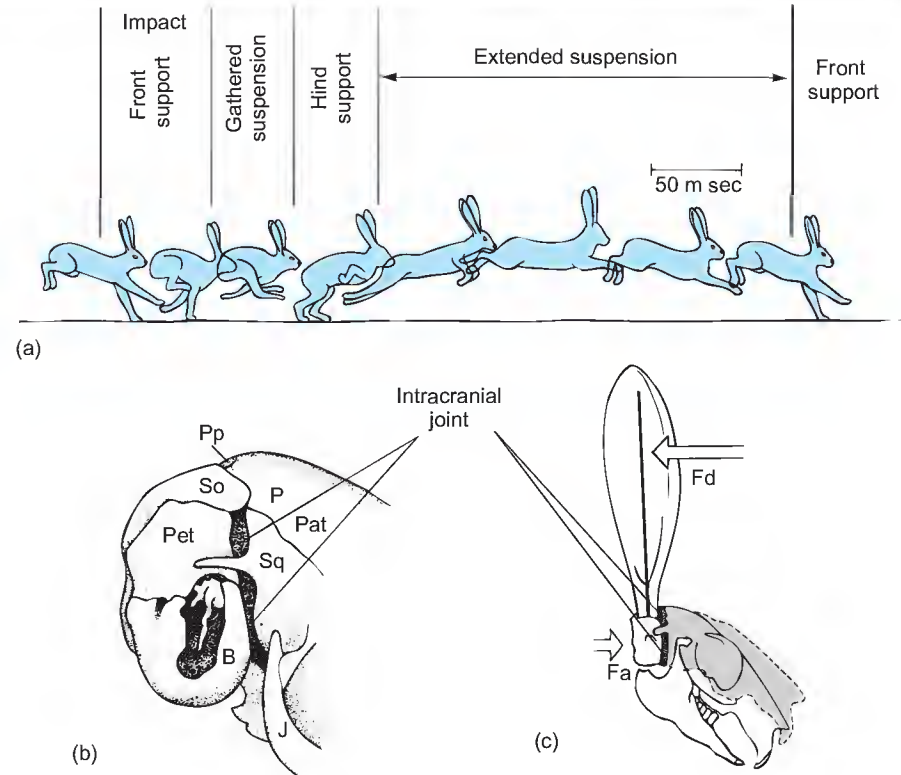 Impact
Front
support
Gathered
suspension
Hind
support
Extended suspension
Front
support
50 m sec
(a)
Intracranial
joint
Pp
So
P
Pat
Pet
Sq
B
J
(b)
Fd
Fa
(c)